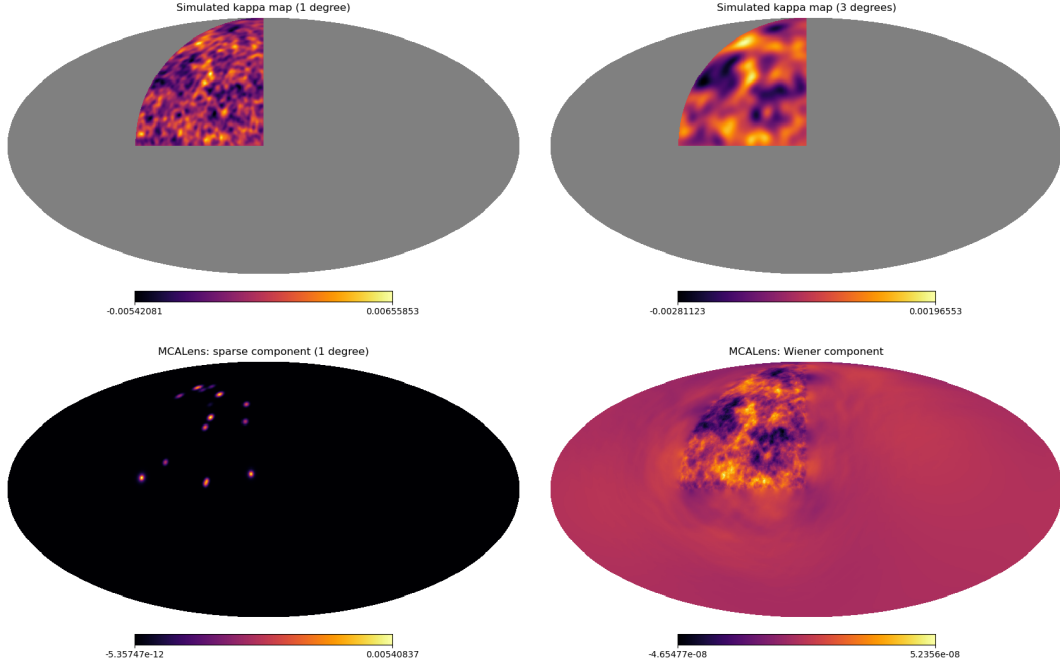 Simulated kappa map (1 degree)
-0.00542081 0.00655853
Simulated kappa map (3 degrees)
-0.00281123 0.00196553
MCALens: sparse component (1 degree)
-5.35747e-12 0.00540837
MCALens: Wiener component
-4.65477e-08 5.2356e-08